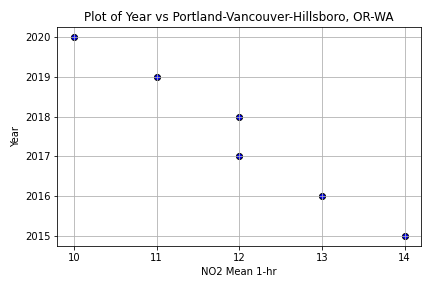 Plot of Year vs Portland-Vancouver-Hillsboro, OR-WA
2020
2019
2018
2017
2016
2015
Year
10 11 12 13 14
NO2 Mean 1-hr